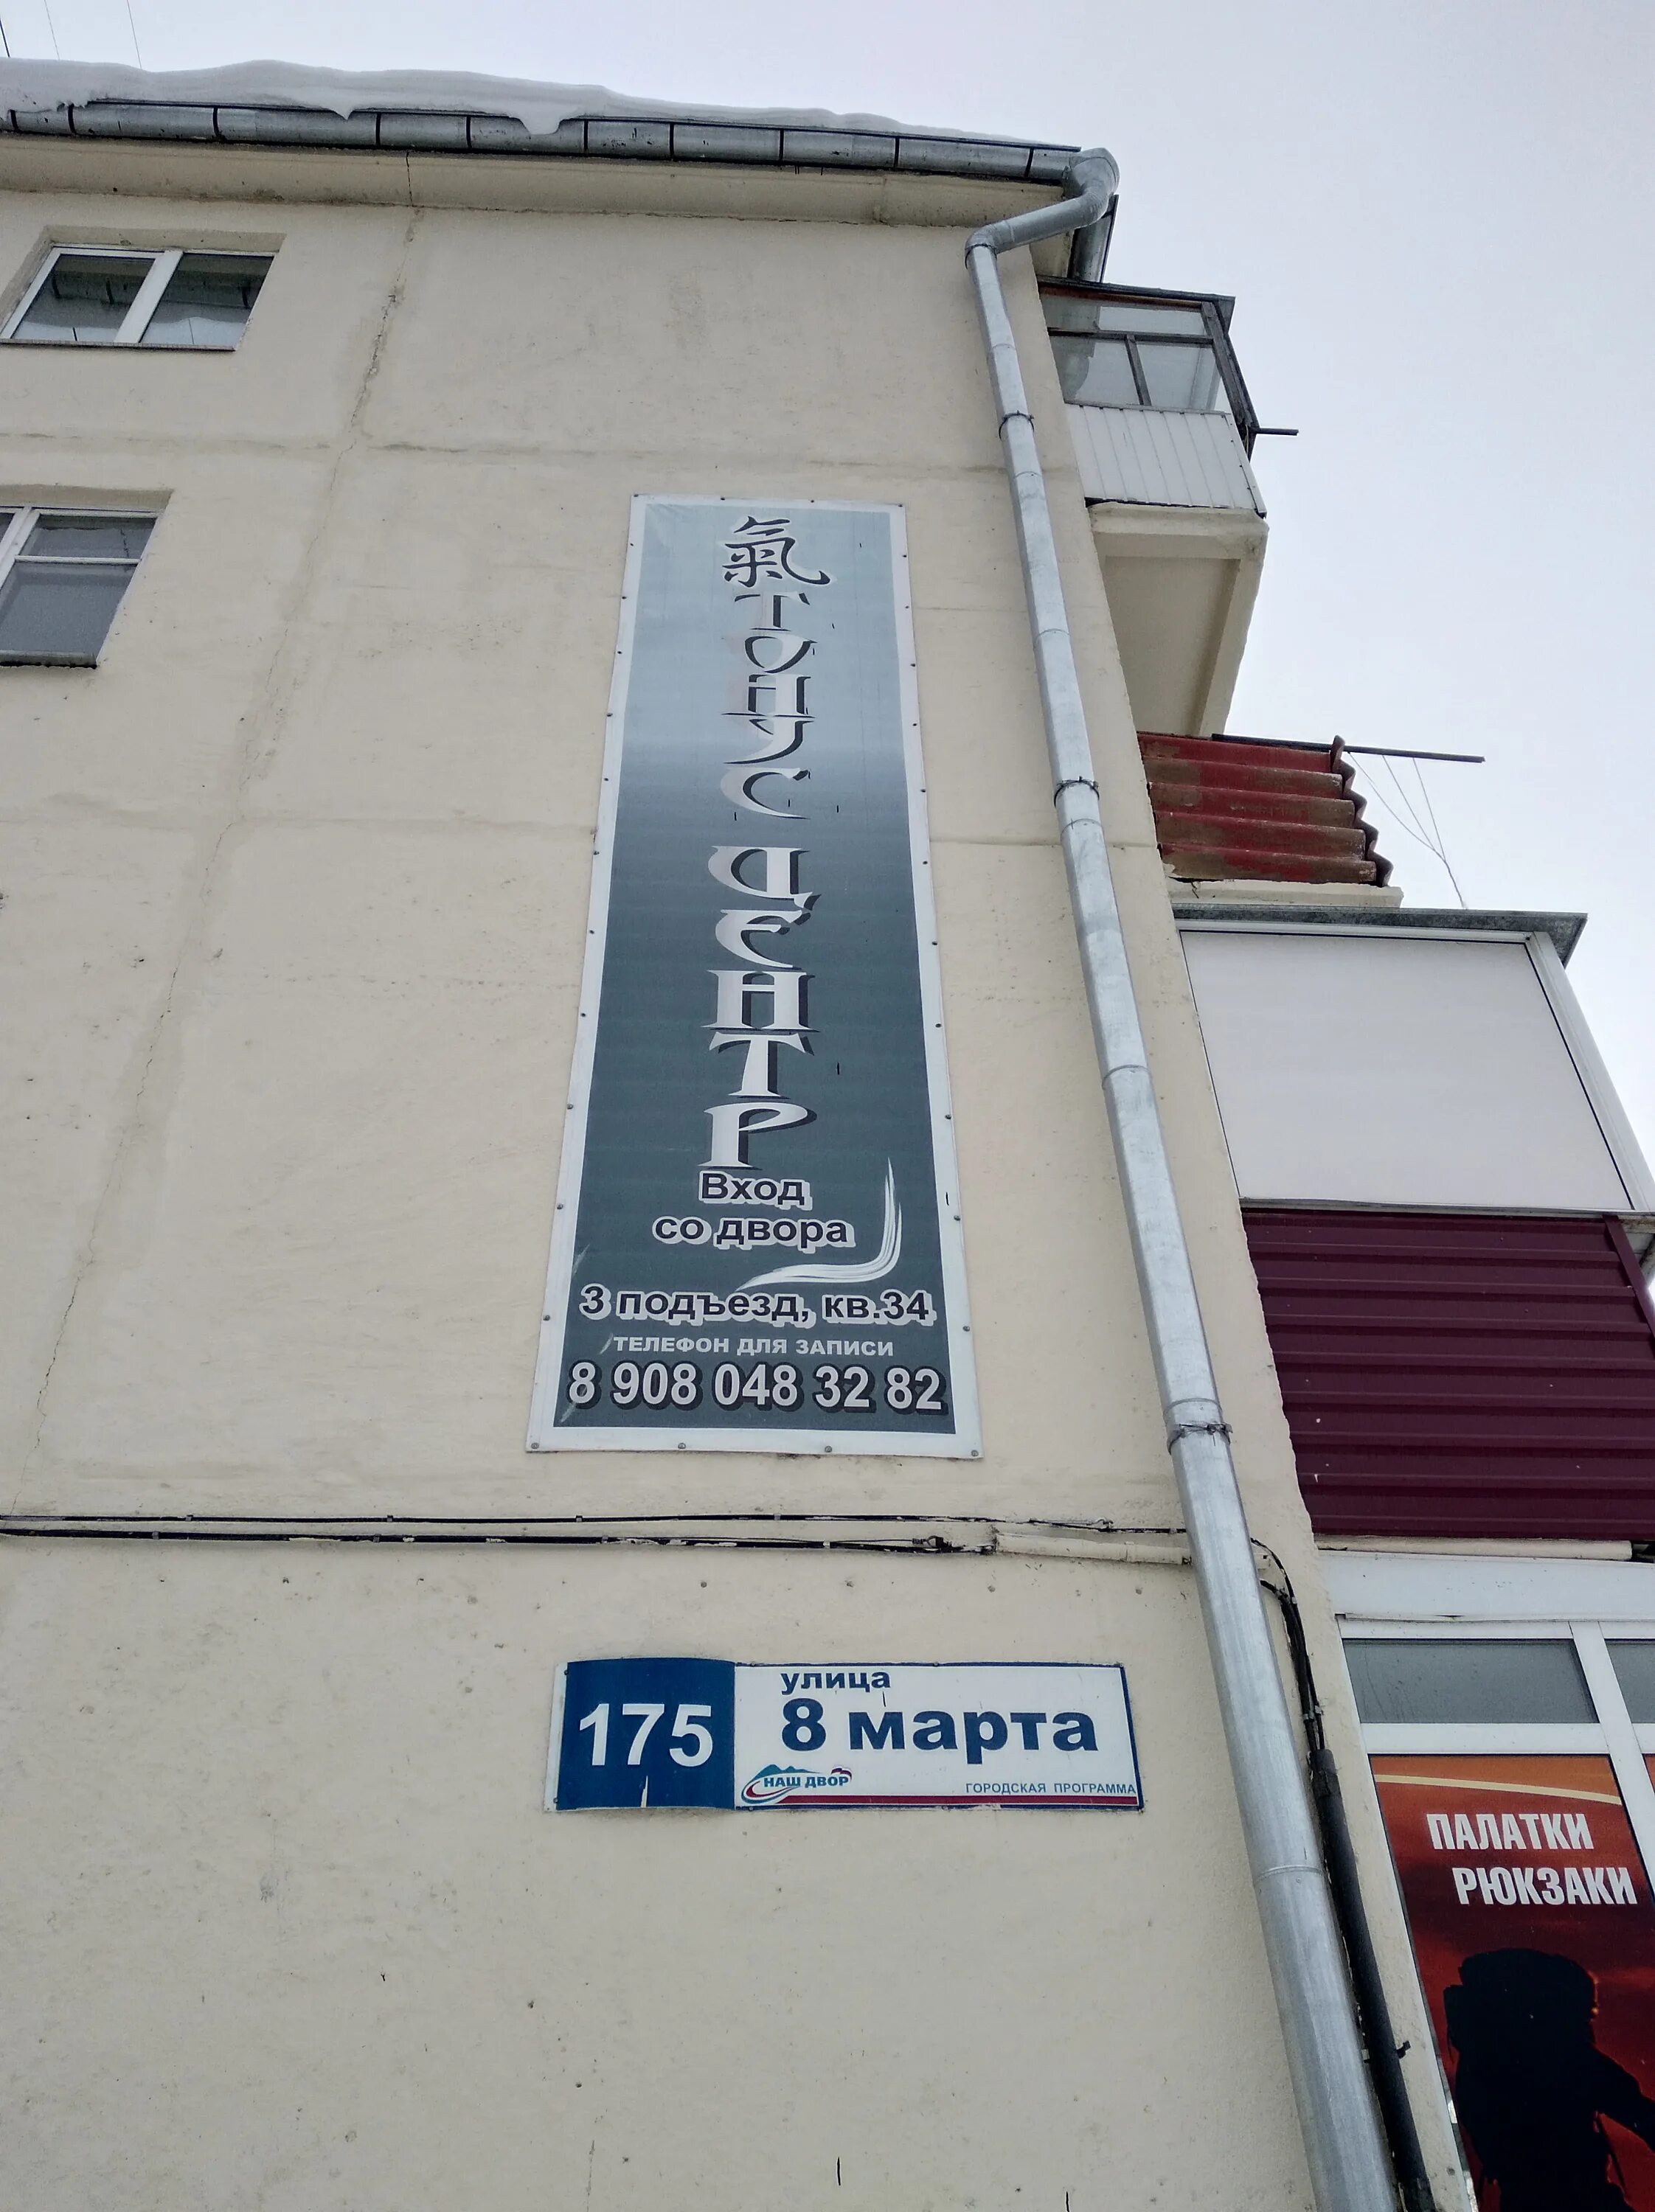 氣
ТОНУС ЦЕНТР
Вход
со двора
3 подъезд, кв.34
ТЕЛЕФОН ДЛЯ ЗАПИСИ
8 908 048 32 82
175
улица
8 марта
НАШ ДВОР
ГОРОДСКАЯ ПРОГРАММА
ПАЛАТКИ
РЮКЗАКИ